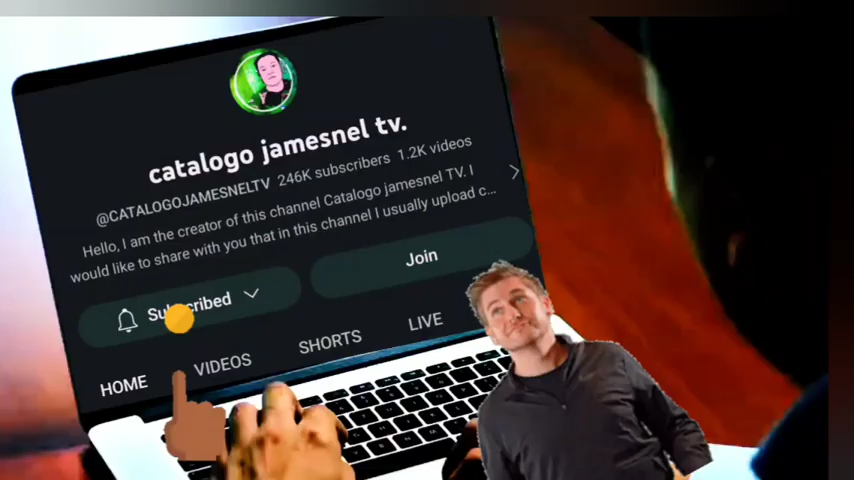 catalogo jamesnel tv.
@CATALOGOJAMESNELTV 246K subscribers 1.2K videos
Hello, I am the creator of this channel Catalogo jamesnel TV. I
would like to share with you that in this channel I usually upload c...
Subscribed
Join
HOME VIDEOS SHORTS LIVE